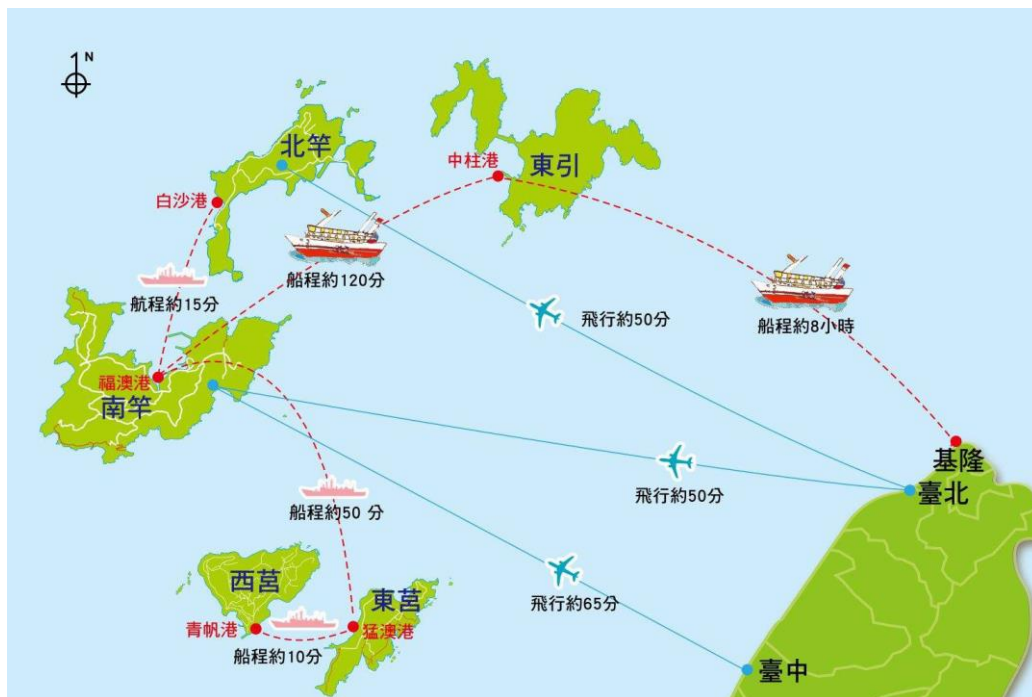 N
北竿
中柱港
東引
白沙港
船程約120分
航程約15分
飛行約50分
船程約8小時
福澳港
南竿
基隆
臺北
飛行約50分
船程約50 分
西莒
東莒
飛行約65分
青帆港
猛澳港
船程約10分
臺中